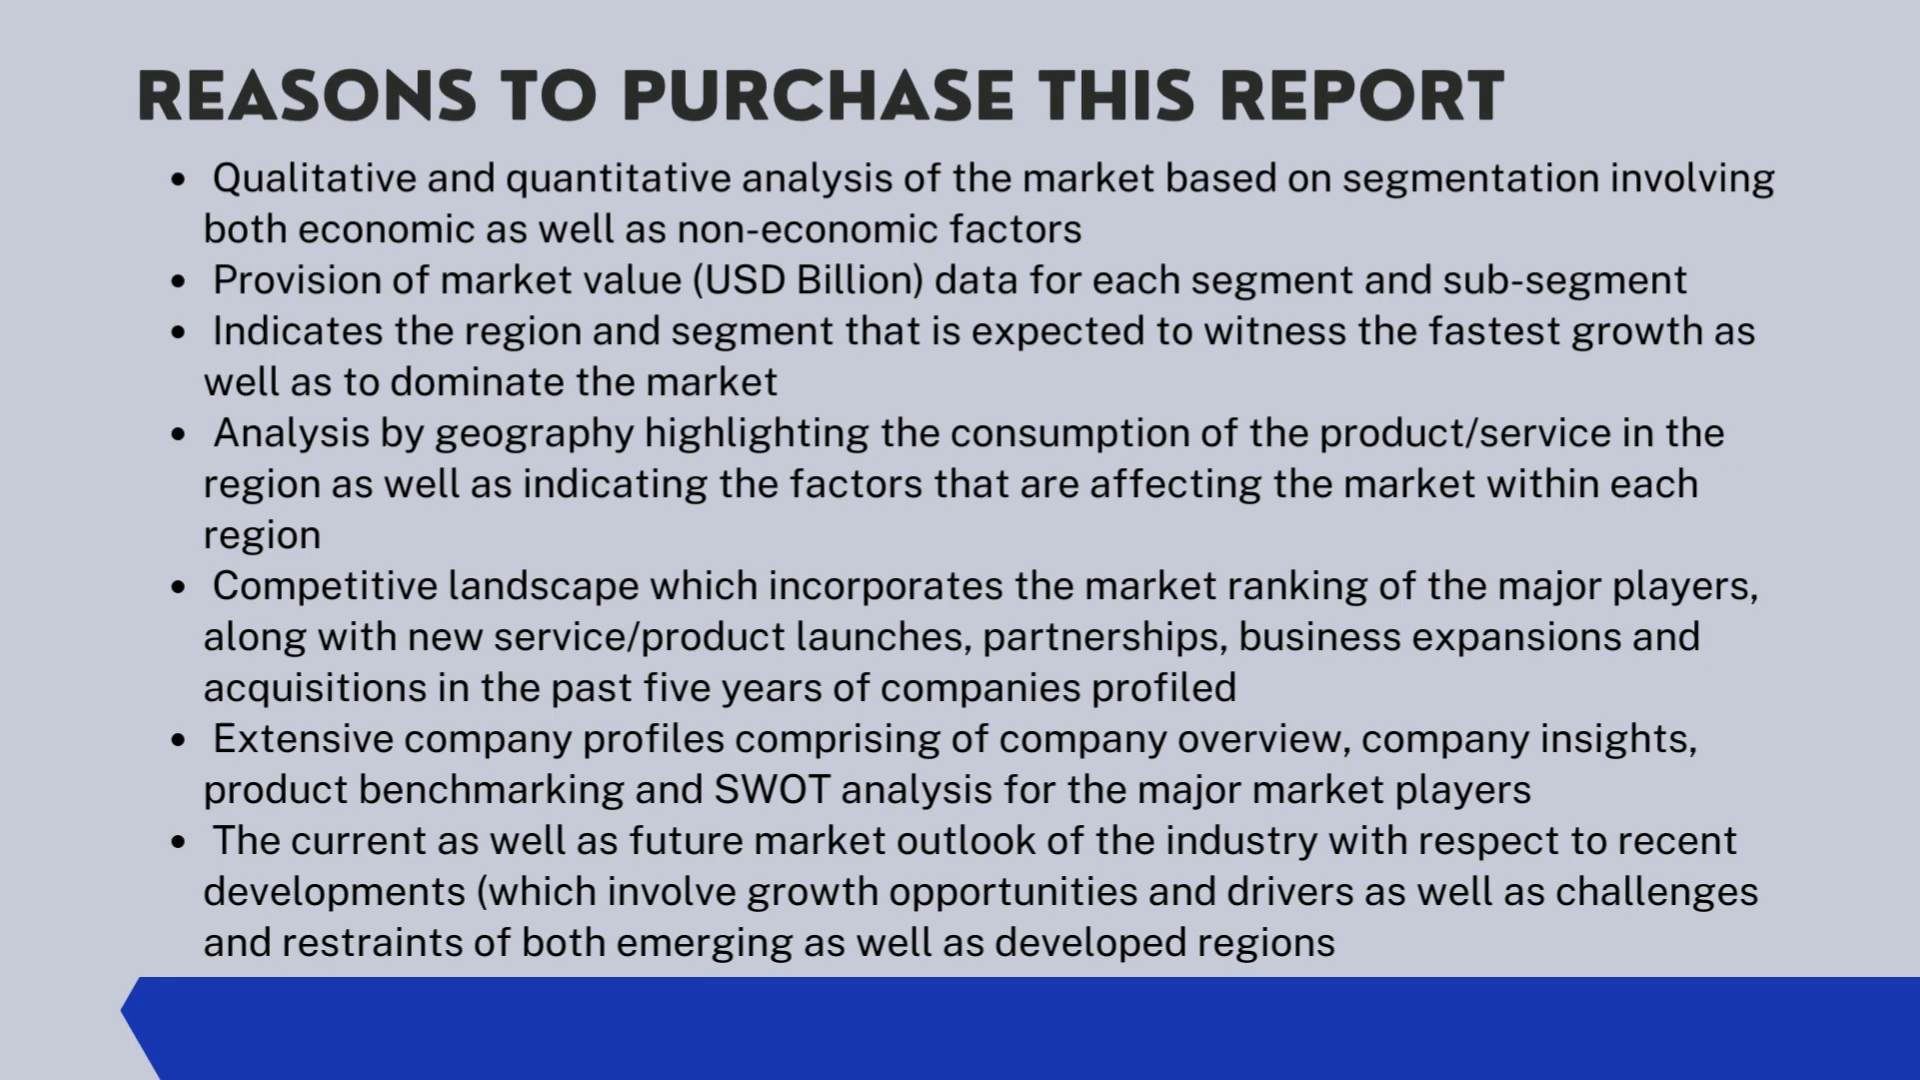 REASONS TO PURCHASE THIS REPORT
• Qualitative and quantitative analysis of the market based on segmentation involving
both economic as well as non-economic factors
• Provision of market value (USD Billion) data for each segment and sub-segment
• Indicates the region and segment that is expected to witness the fastest growth as
well as to dominate the market
• Analysis by geography highlighting the consumption of the product/service in the
region as well as indicating the factors that are affecting the market within each
region
• Competitive landscape which incorporates the market ranking of the major players,
along with new service/product launches, partnerships, business expansions and
acquisitions in the past five years of companies profiled
• Extensive company profiles comprising of company overview, company insights,
product benchmarking and SWOT analysis for the major market players
• The current as well as future market outlook of the industry with respect to recent
developments (which involve growth opportunities and drivers as well as challenges
and restraints of both emerging as well as developed regions